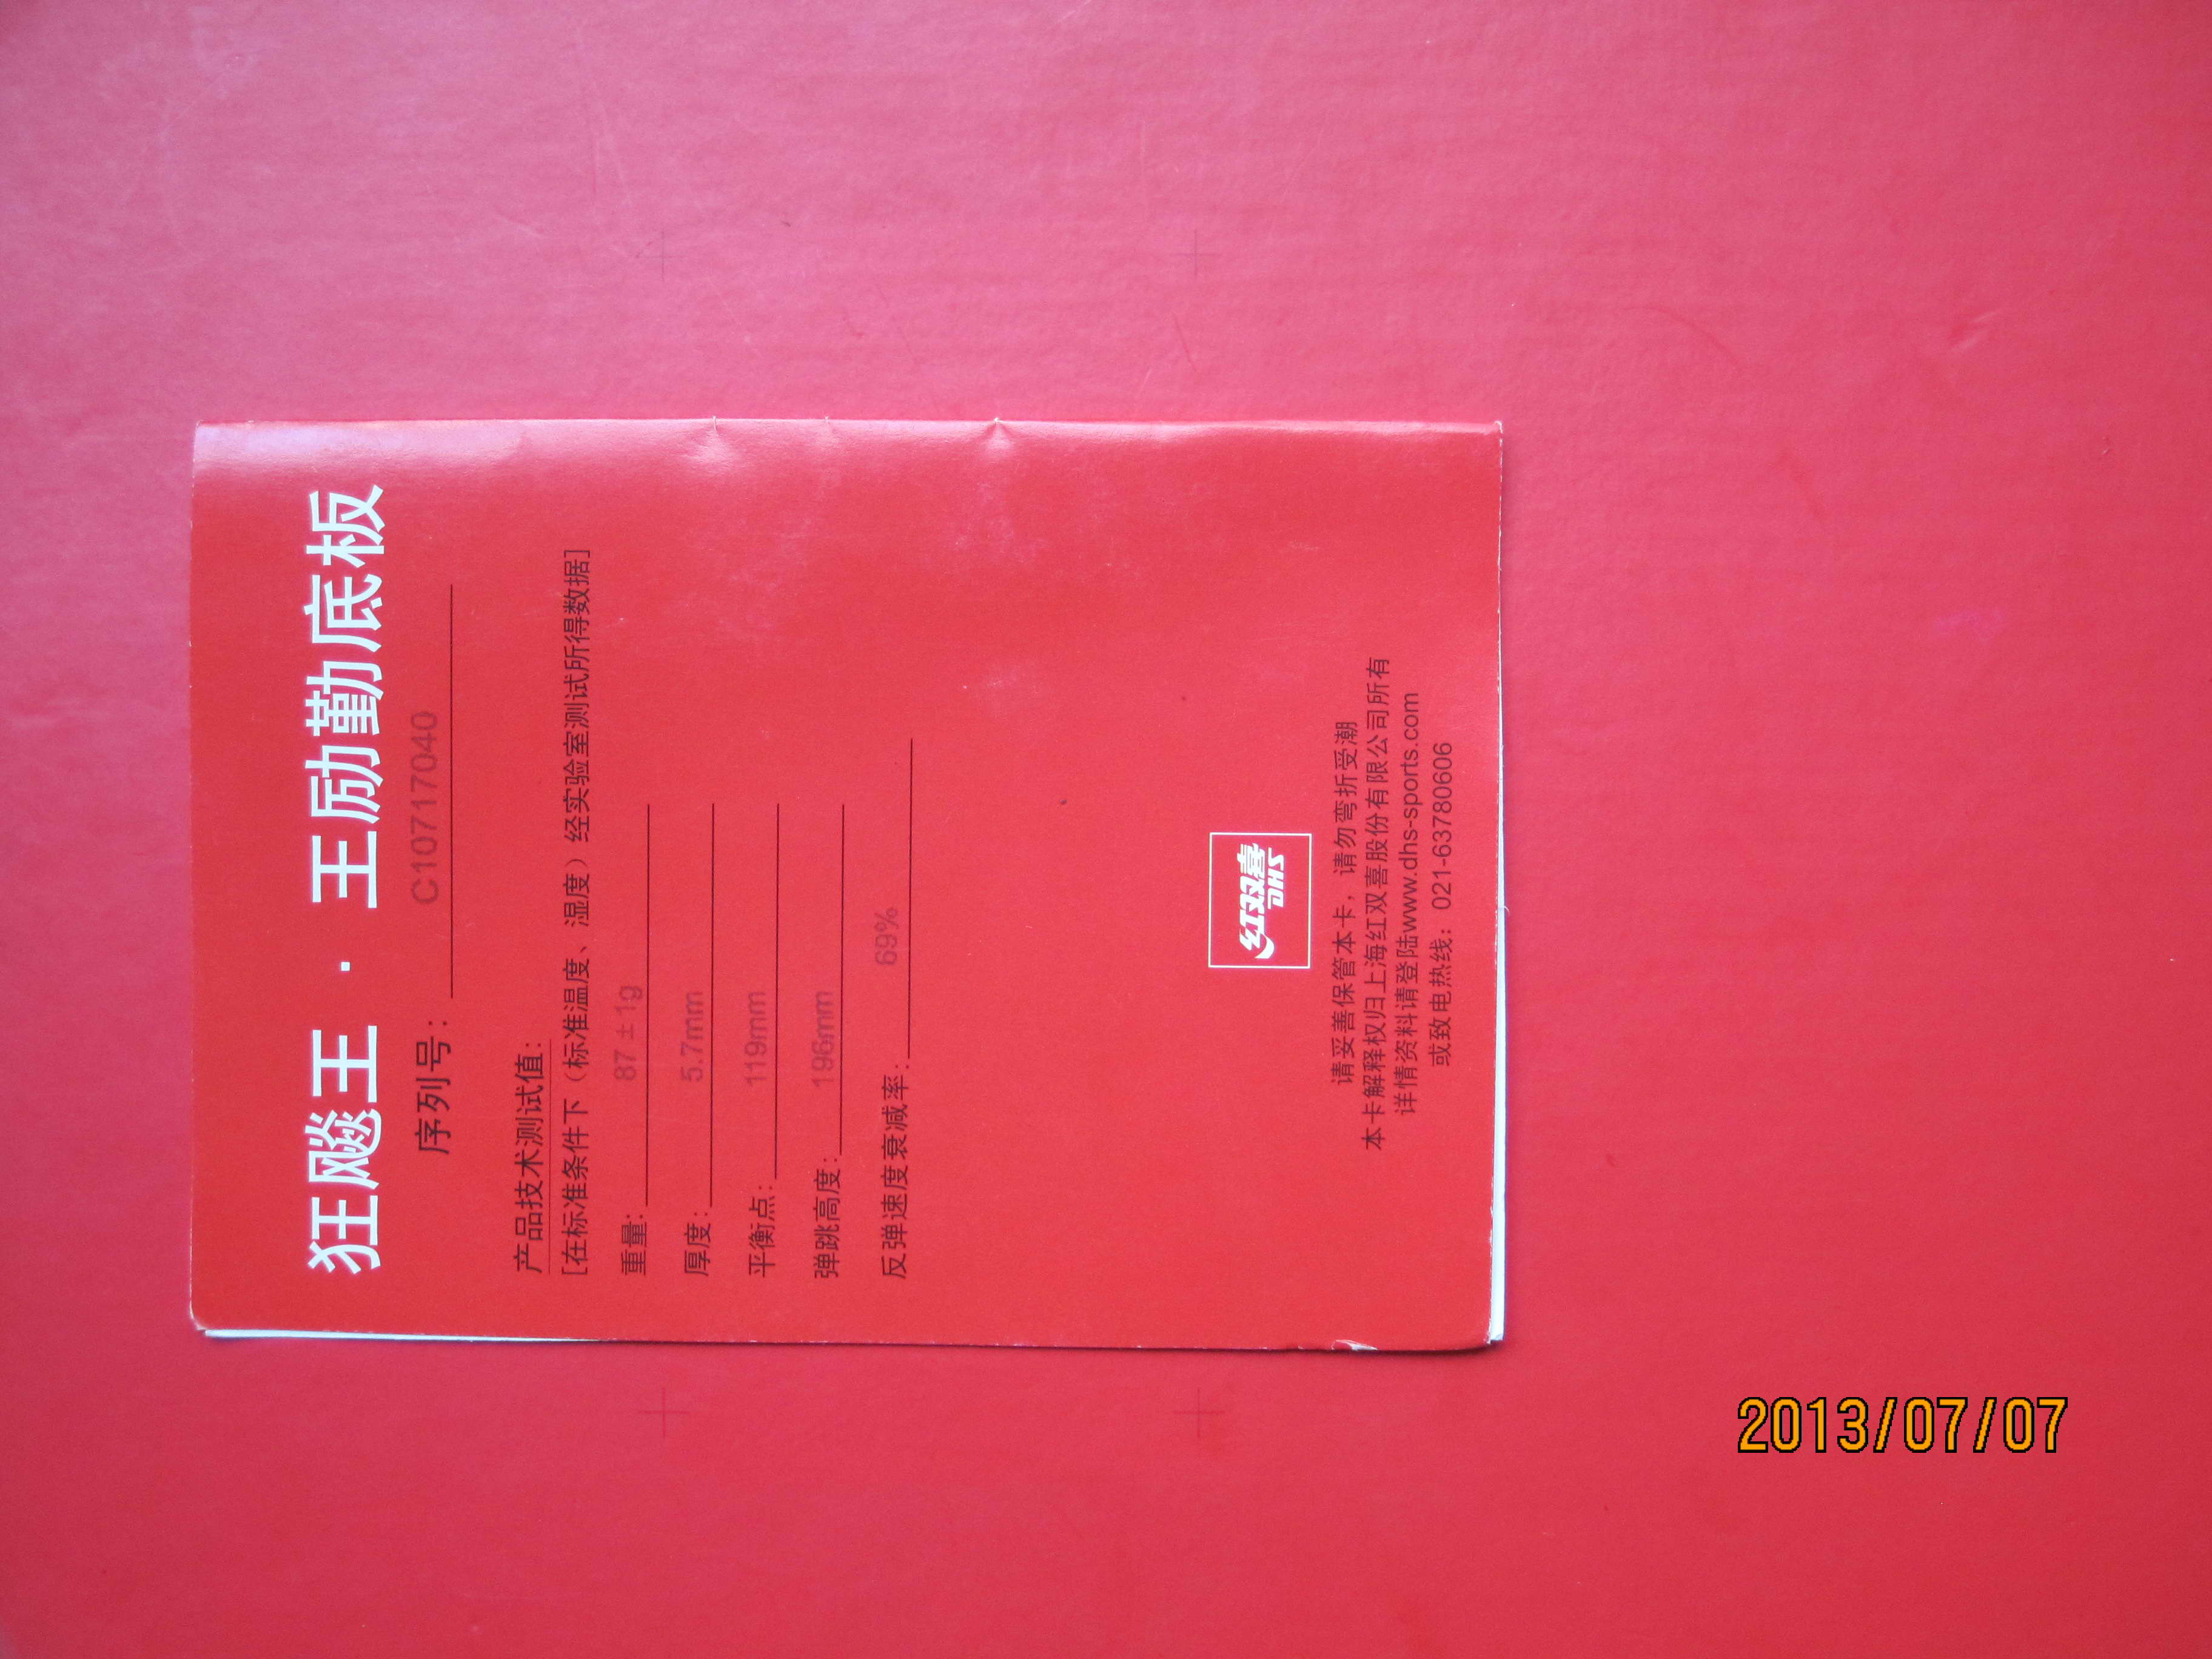 狂飚王·王励勤底板
序列号: C10717040
产品技术测试值:
[在标准条件下（标准温度、湿度）经实验室测试所得数据]
重量: 87±1g
厚度: 5.7mm
平衡点: 119mm
弹跳高度: 196mm
反弹速度衰减率: 69%
红双喜
DHS
请妥善保管本卡，请勿弯折受潮
本卡解释权归上海红双喜股份有限公司所有
详情资料请登陆www.dhs-sports.com
或致电热线: 021-63780606
2013/07/07